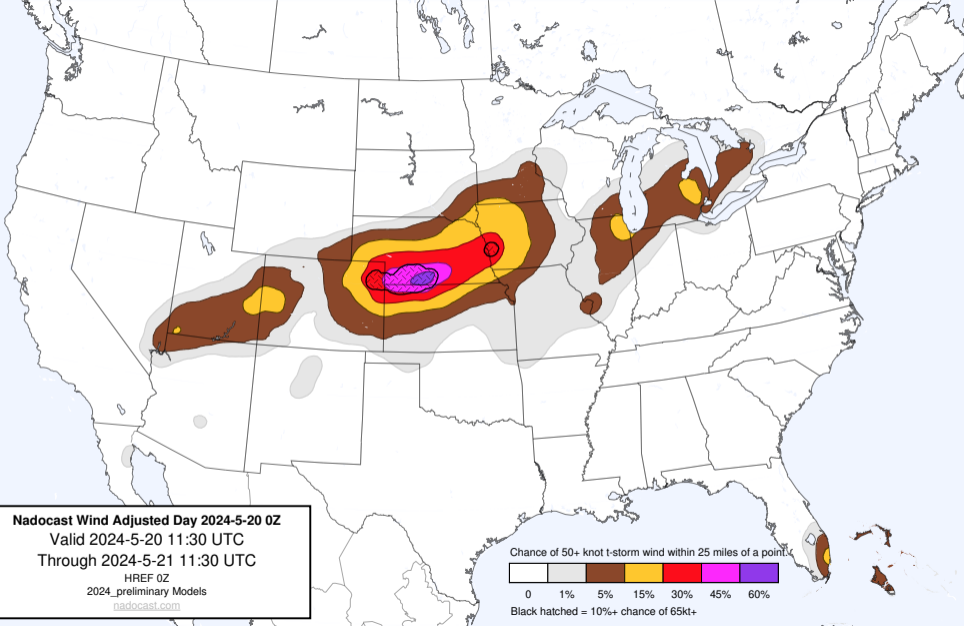 Nadocast Wind Adjusted Day 2024-5-20 0Z
Valid 2024-5-20 11:30 UTC
Through 2024-5-21 11:30 UTC
HREF 0Z
2024_preliminary Models
nadocast.com
Chance of 50+ knot t-storm wind within 25 miles of a point.
0 1% 5% 15% 30% 45% 60%
Black hatched = 10%+ chance of 65kt+